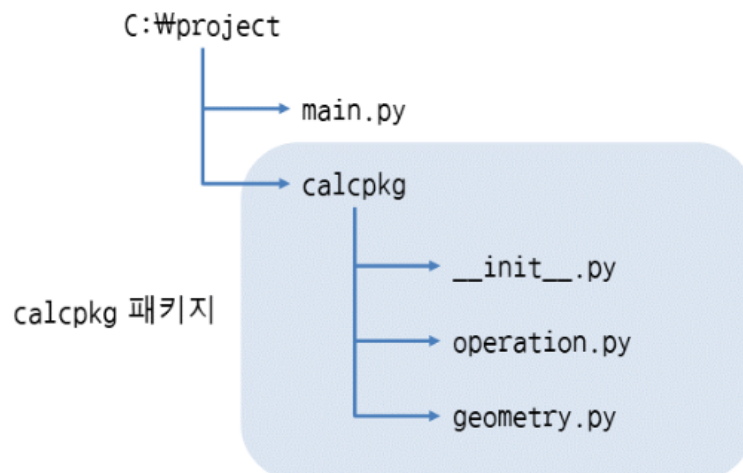 C:₩project
main.py
calcpkg
__init__.py
calcpkg 패키지
operation.py
geometry.py